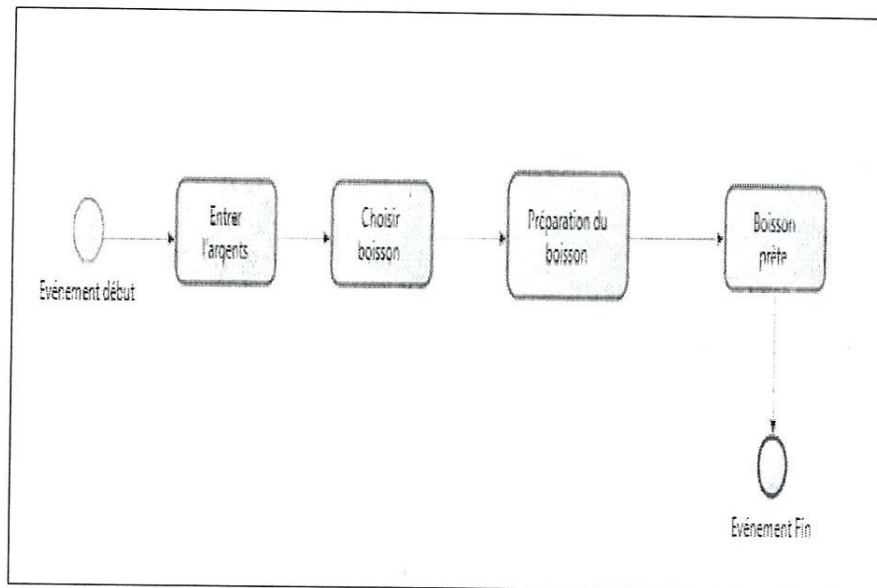 Evénement début
Entrer
l'argents
Choisir
boisson
Préparation du
boisson
Boisson
prête
Evénement Fin